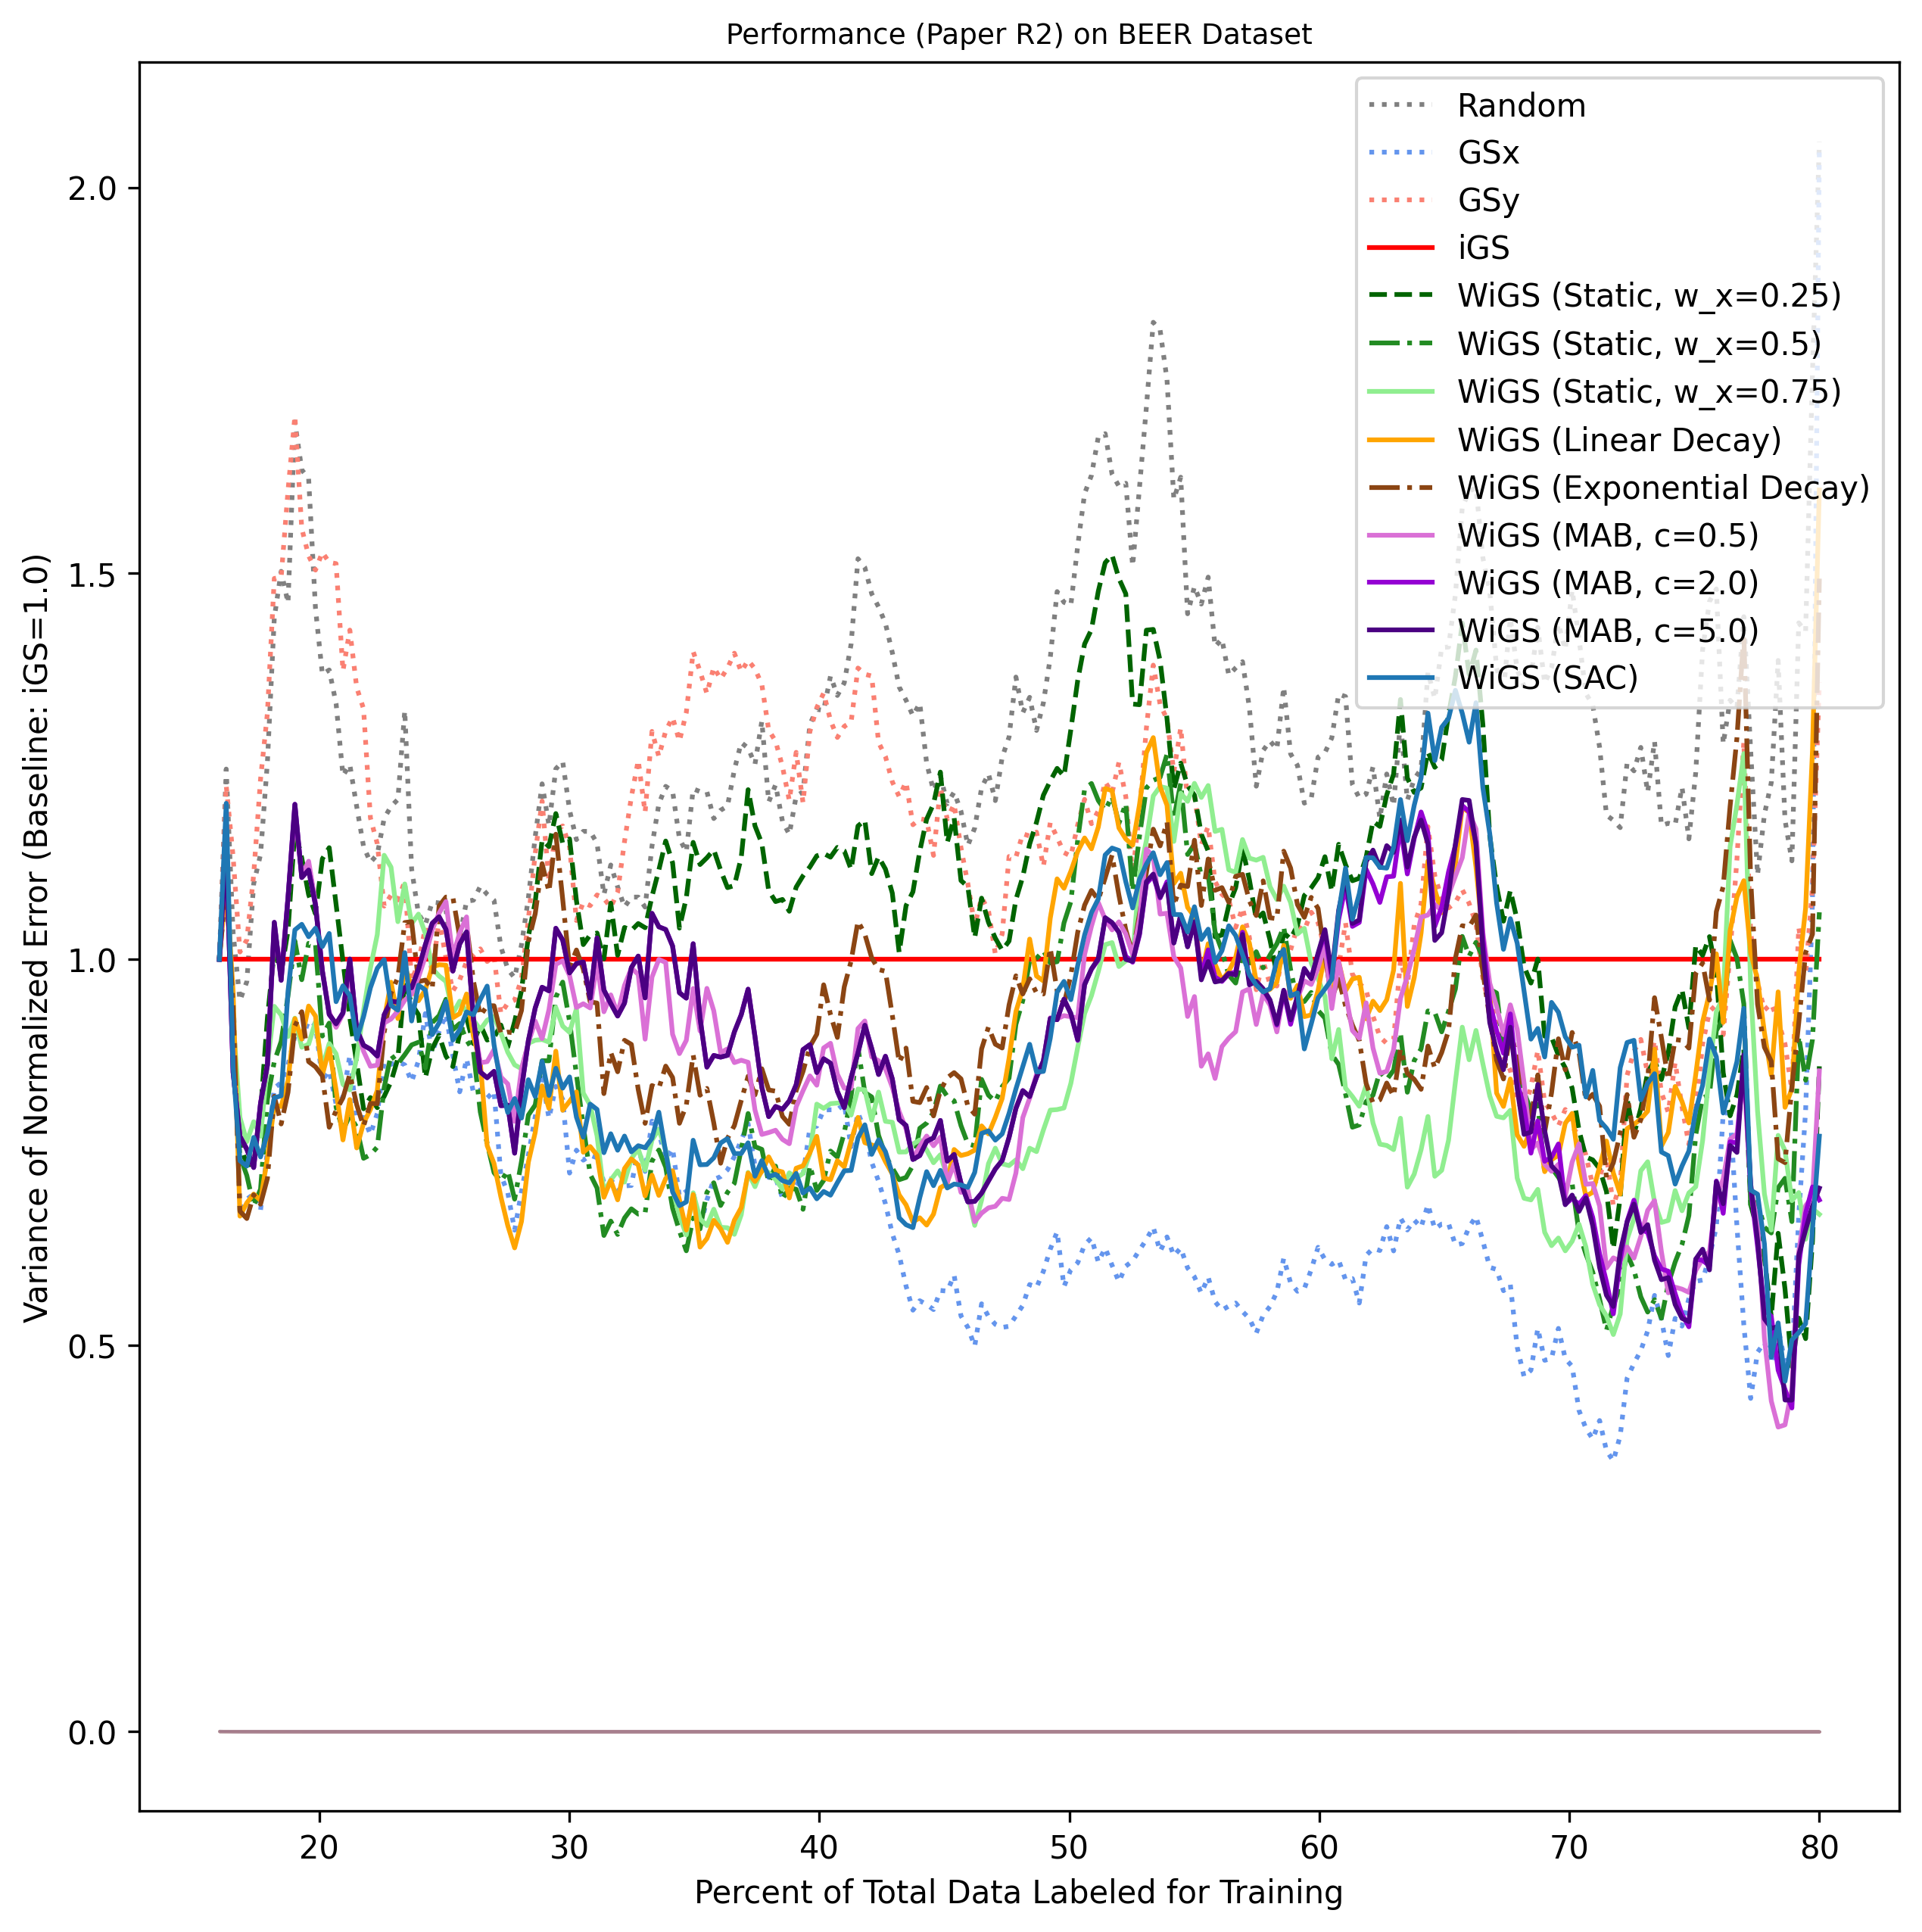 Performance (Paper R2) on BEER Dataset
Variance of Normalized Error (Baseline: iGS=1.0)
2.0
1.5
1.0
0.5
0.0
Random
GSx
GSy
iGS
WiGS (Static, w_x=0.25)
WiGS (Static, w_x=0.5)
WiGS (Static, w_x=0.75)
WiGS (Linear Decay)
WiGS (Exponential Decay)
WiGS (MAB, c=0.5)
WiGS (MAB, c=2.0)
WiGS (MAB, c=5.0)
WiGS (SAC)
20 30 40 50 60 70 80
Percent of Total Data Labeled for Training